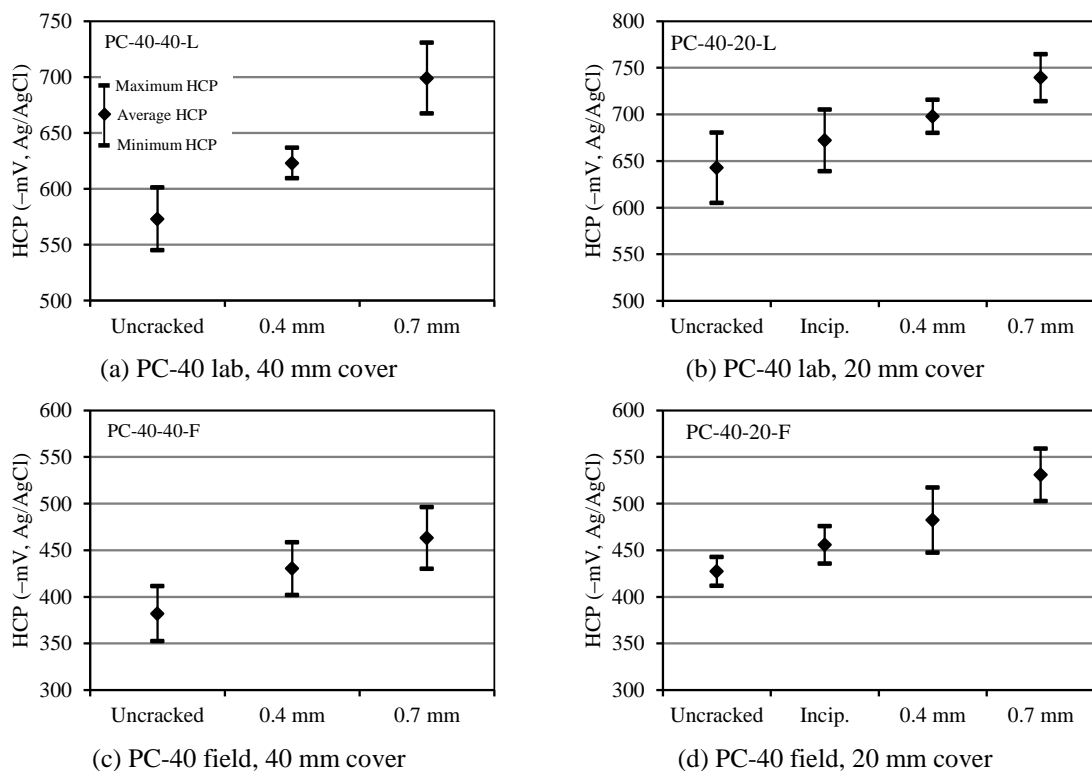 PC-40-40-L
HCP (–mV, Ag/AgCl)
750
700
650
600
550
500
Maximum HCP
Average HCP
Minimum HCP
Uncracked 0.4 mm 0.7 mm
(a) PC-40 lab, 40 mm cover
PC-40-20-L
HCP (–mV, Ag/AgCl)
800
750
700
650
600
550
500
Uncracked Incip. 0.4 mm 0.7 mm
(b) PC-40 lab, 20 mm cover
PC-40-40-F
HCP (–mV, Ag/AgCl)
600
550
500
450
400
350
300
Uncracked 0.4 mm 0.7 mm
(c) PC-40 field, 40 mm cover
PC-40-20-F
HCP (–mV, Ag/AgCl)
600
550
500
450
400
350
300
Uncracked Incip. 0.4 mm 0.7 mm
(d) PC-40 field, 20 mm cover